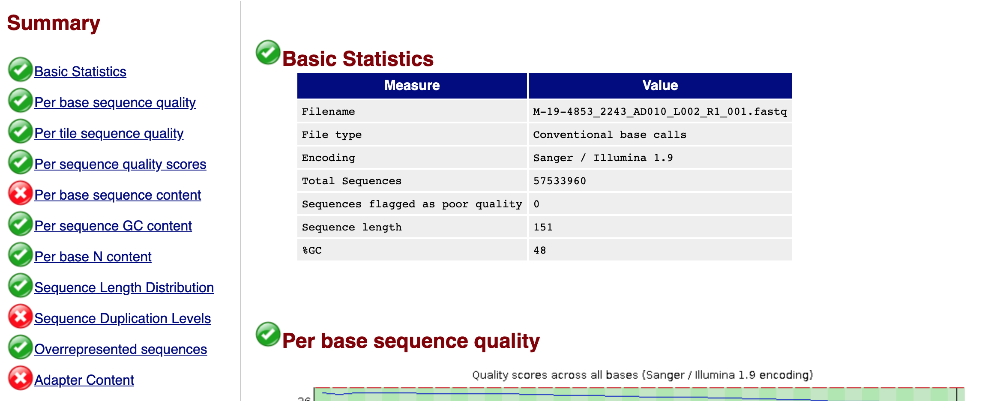 Summary
Basic Statistics
Per base sequence quality
Per tile sequence quality
Per sequence quality scores
Per base sequence content
Per sequence GC content
Per base N content
Sequence Length Distribution
Sequence Duplication Levels
Overrepresented sequences
Adapter Content
Basic Statistics
Measure Value
Filename M-19-4853_2243_AD010_L002_R1_001.fastq
File type Conventional base calls
Encoding Sanger / Illumina 1.9
Total Sequences 57533960
Sequences flagged as poor quality 0
Sequence length 151
%GC 48
Per base sequence quality
Quality scores across all bases (Sanger / Illumina 1.9 encoding)